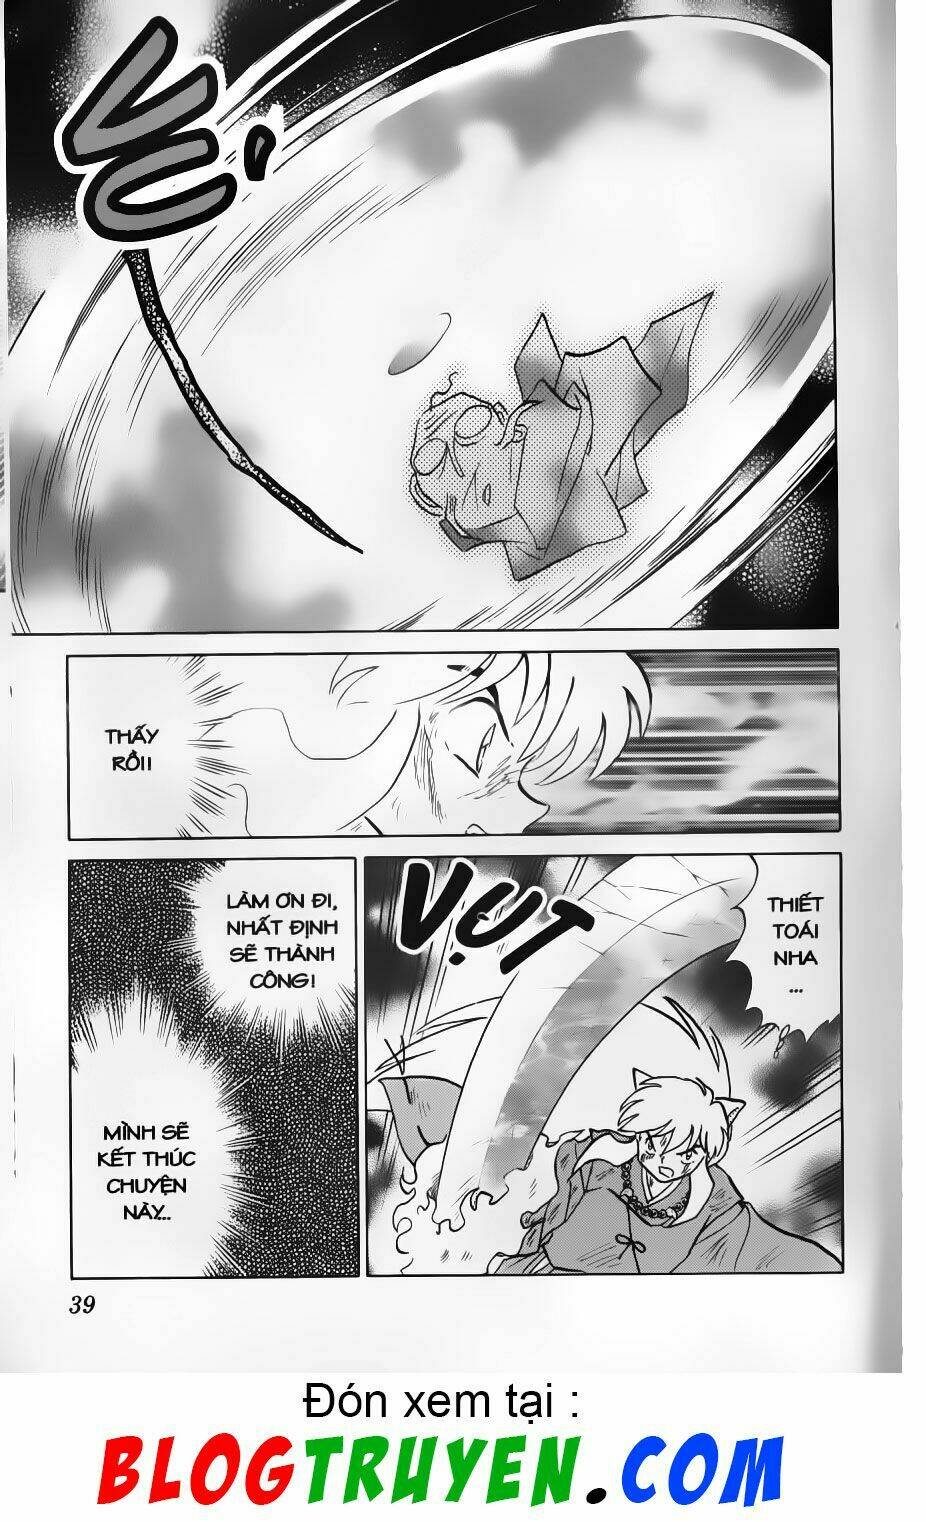 VÙ
THẤY
RỒI!
VỤT
THIẾT
TOÁI
NHA
...
LÀM ƠN ĐI,
NHẤT ĐỊNH
SẼ THÀNH
CÔNG!
MÌNH SẼ
KẾT THÚC
CHUYỆN
NÀY...
39
Đón xem tại :
BLOGTRUYEN.COM